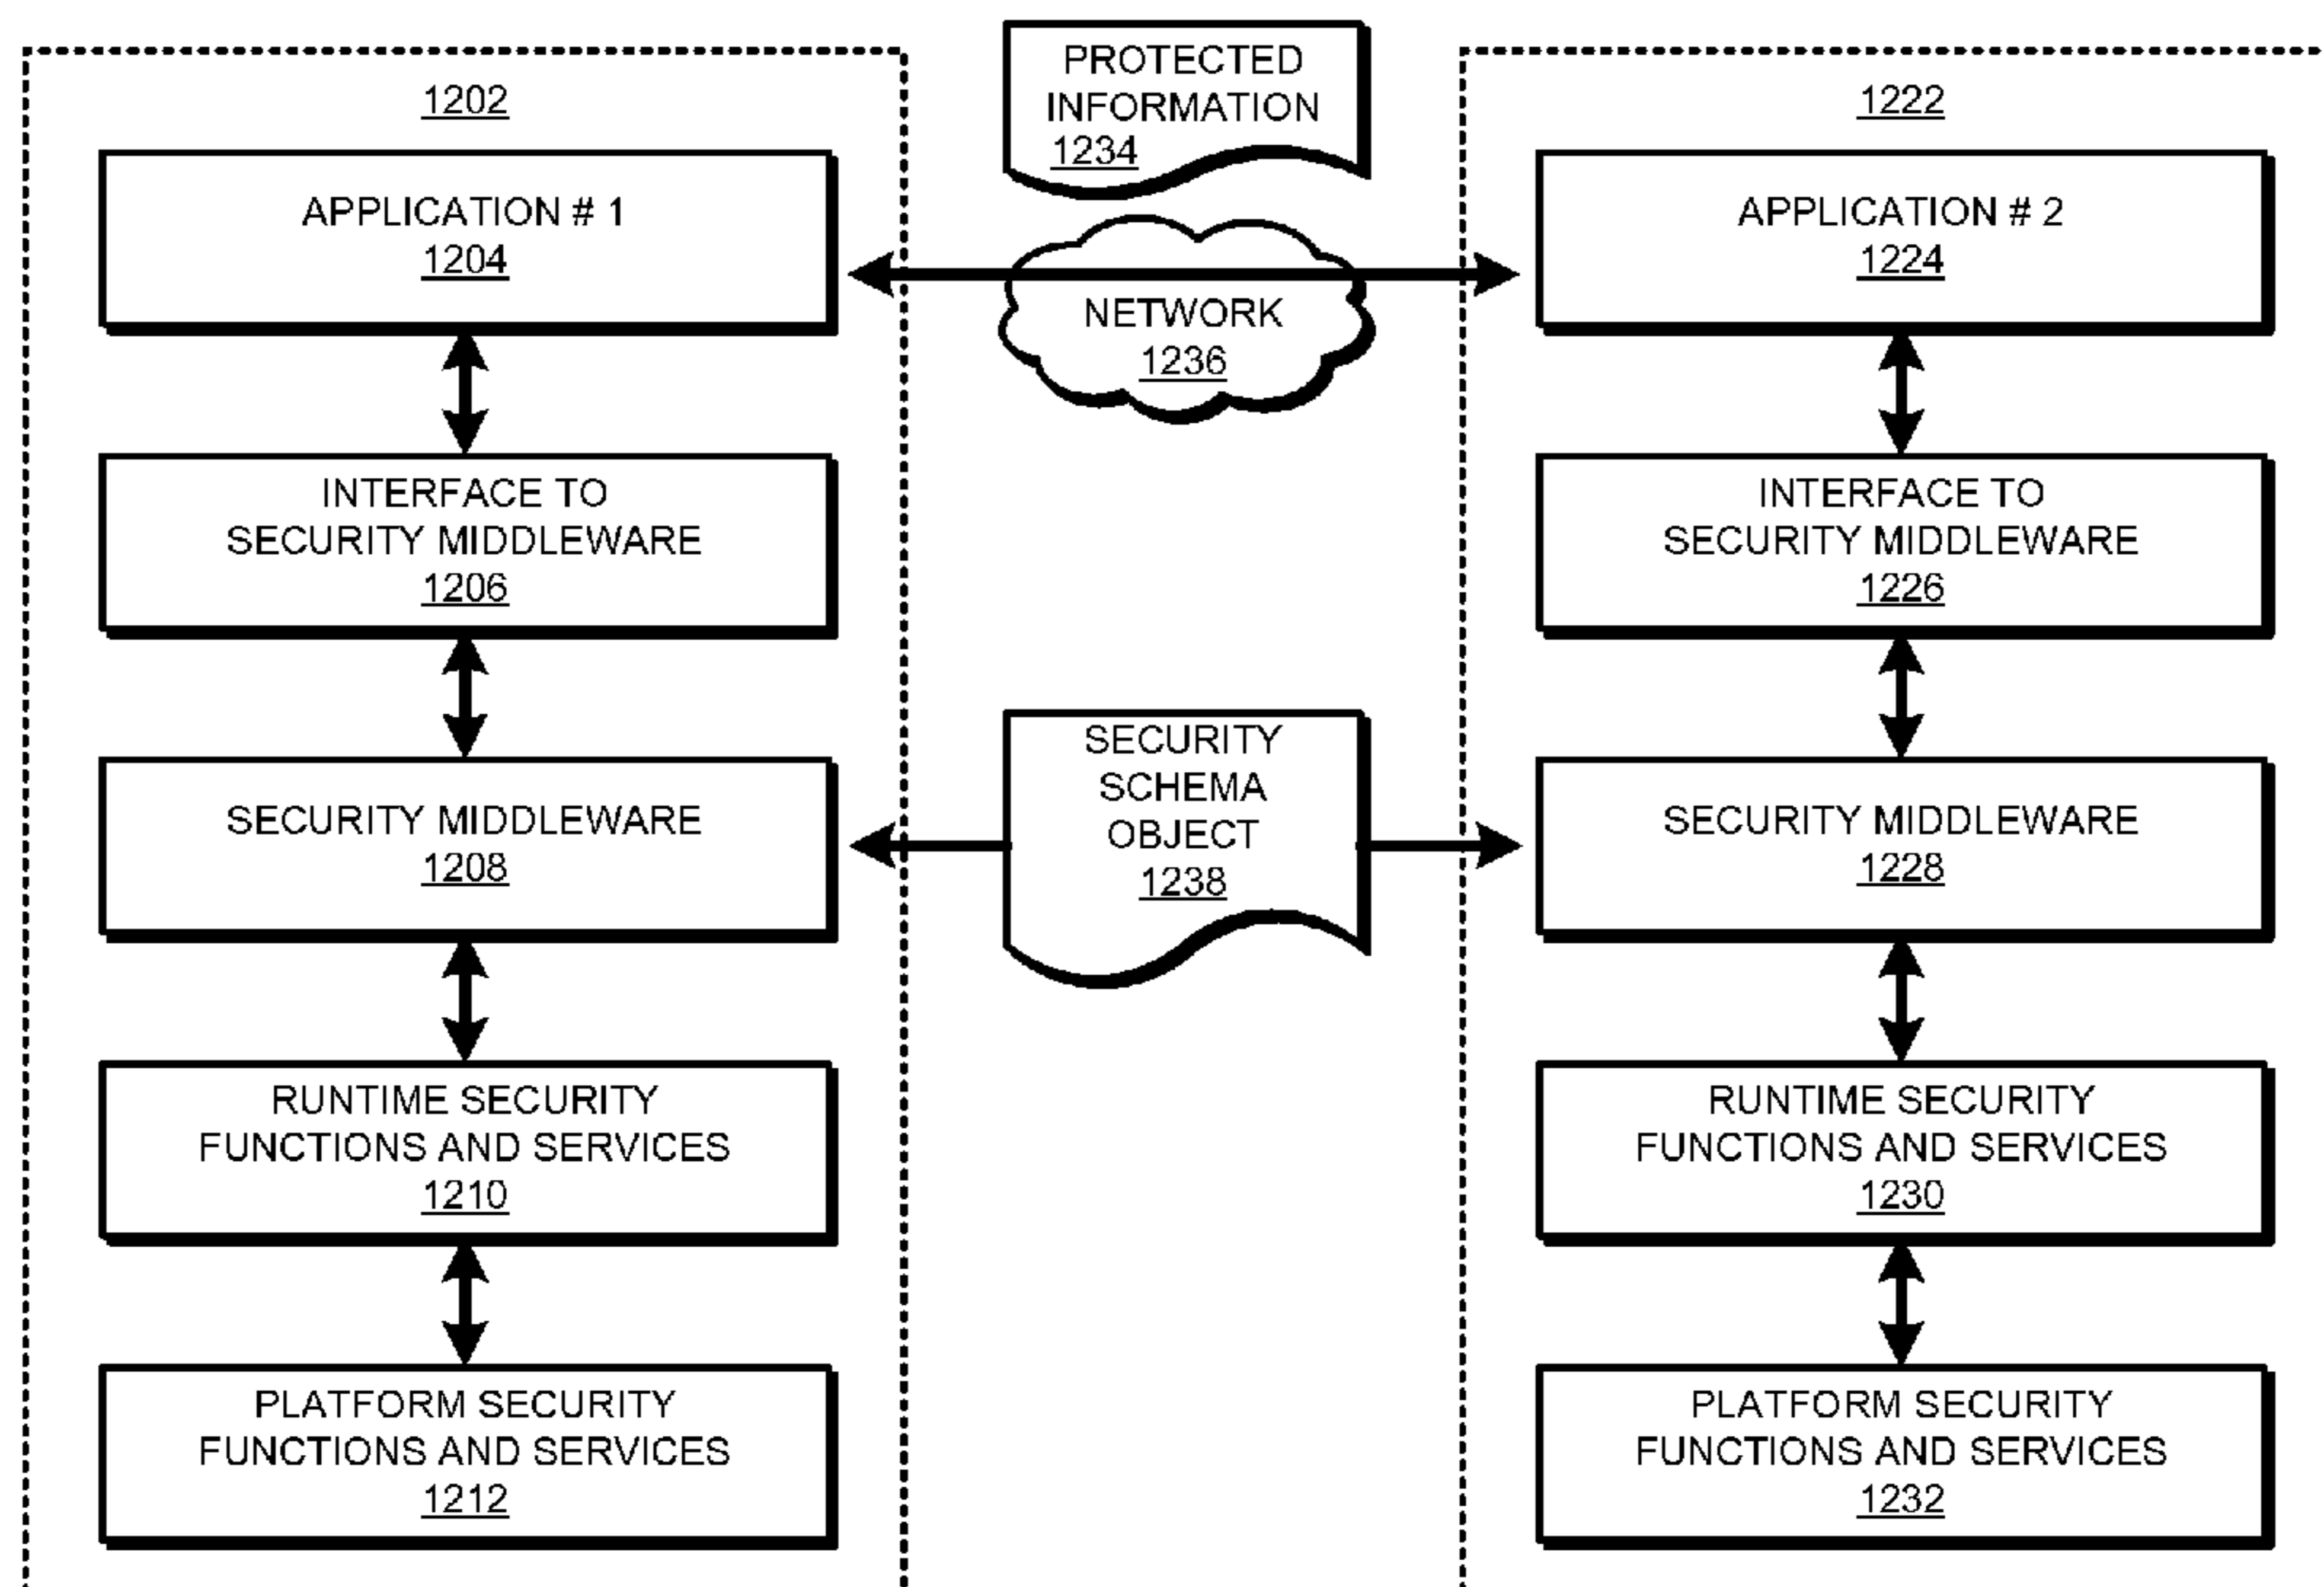 1202
APPLICATION # 1
1204
INTERFACE TO
SECURITY MIDDLEWARE
1206
SECURITY MIDDLEWARE
1208
RUNTIME SECURITY
FUNCTIONS AND SERVICES
1210
PLATFORM SECURITY
FUNCTIONS AND SERVICES
1212
PROTECTED
INFORMATION
1234
NETWORK
1236
SECURITY
SCHEMA
OBJECT
1238
1222
APPLICATION # 2
1224
INTERFACE TO
SECURITY MIDDLEWARE
1226
SECURITY MIDDLEWARE
1228
RUNTIME SECURITY
FUNCTIONS AND SERVICES
1230
PLATFORM SECURITY
FUNCTIONS AND SERVICES
1232